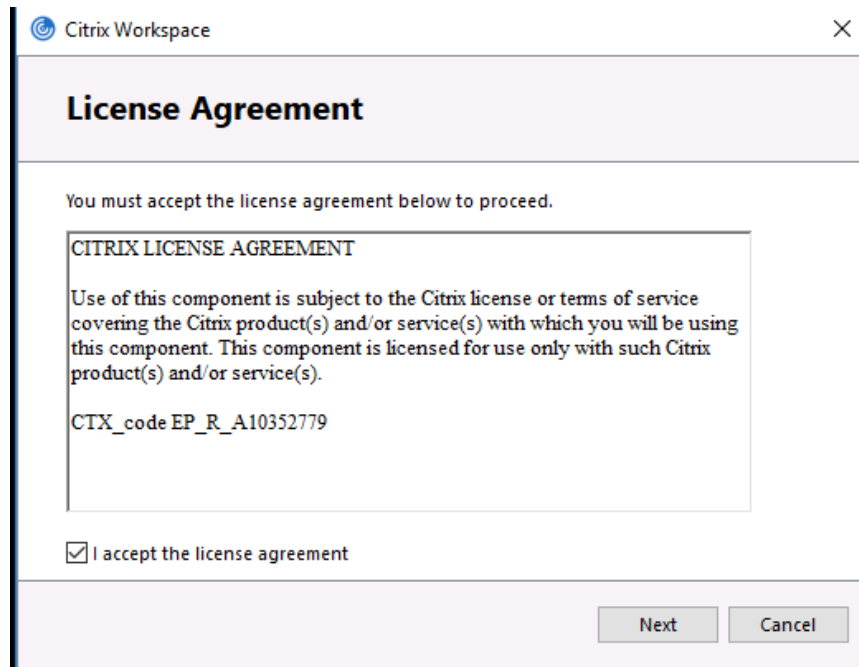 Citrix Workspace
License Agreement
You must accept the license agreement below to proceed.
CITRIX LICENSE AGREEMENT
Use of this component is subject to the Citrix license or terms of service
covering the Citrix product(s) and/or service(s) with which you will be using
this component. This component is licensed for use only with such Citrix
product(s) and/or service(s).
CTX_code EP_R_A10352779
I accept the license agreement
Next Cancel